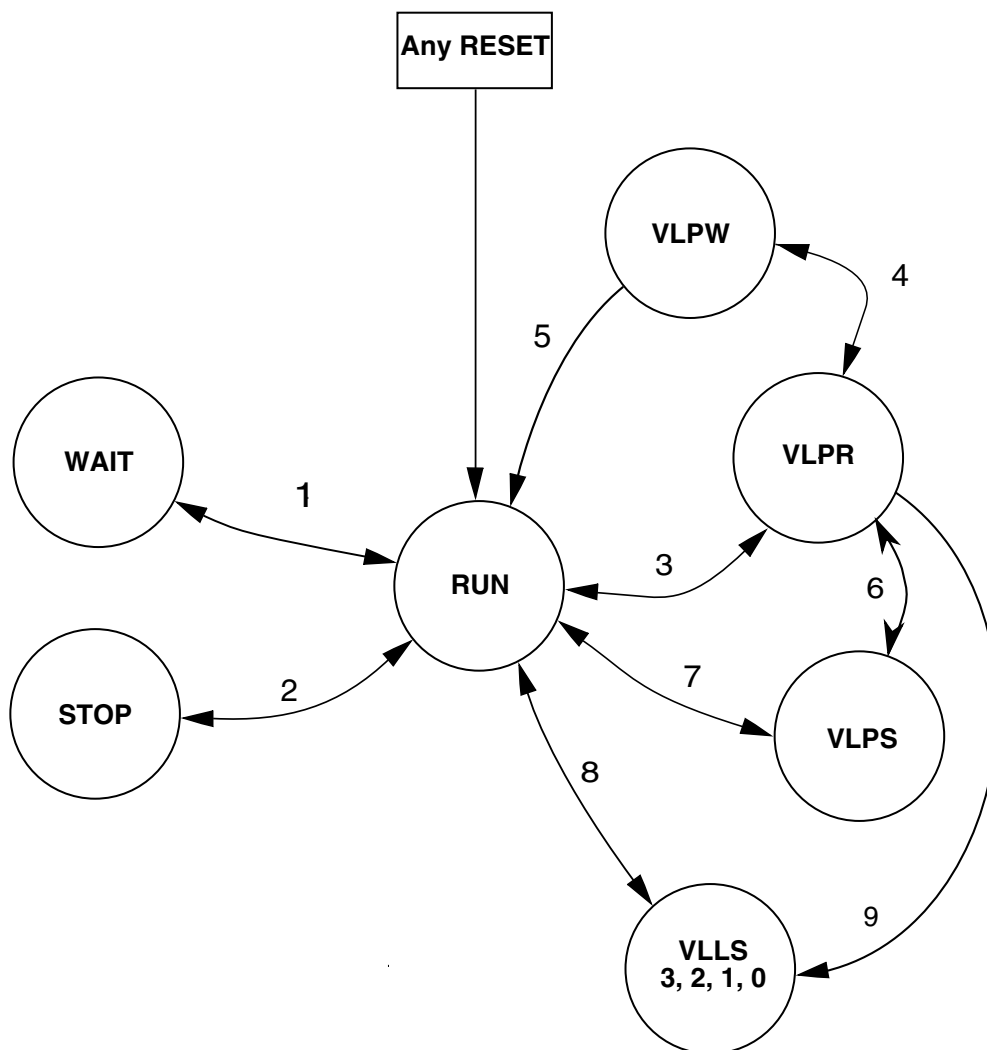 Any RESET
VLPW
4
5
WAIT
VLPR
1
3
RUN
6
7
2
STOP
VLPS
8
9
VLLS
3, 2, 1, 0